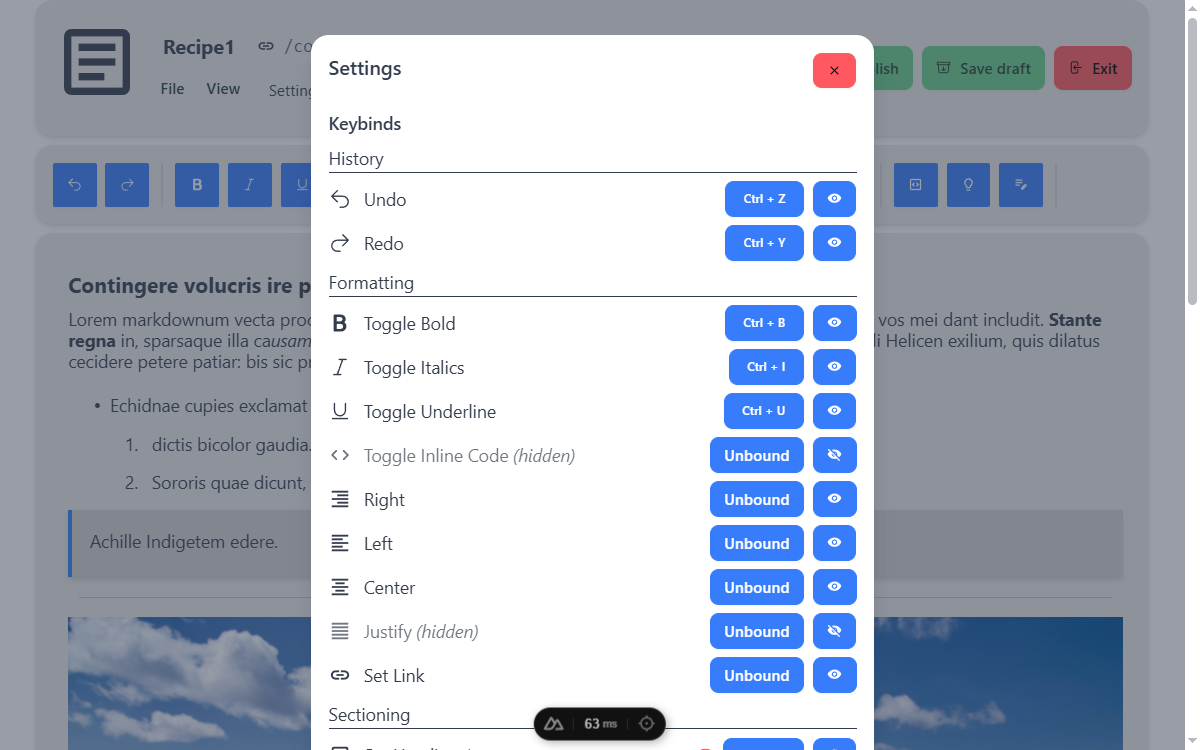 Recipe1 /co
File View Setting
lish Save draft Exit
B I U
Settings
Keybinds
History
Undo Ctrl + Z
Redo Ctrl + Y
Formatting
B Toggle Bold Ctrl + B
Toggle Italics Ctrl + I
Toggle Underline Ctrl + U
Toggle Inline Code (hidden) Unbound
Right Unbound
Left Unbound
Center Unbound
Justify (hidden) Unbound
Set Link Unbound
Sectioning
63 ms
Contingere volucris ire p
Lorem markdownum vecta proc vos mei dant includit. Stante
regna in, sparsaque illa causam li Helicen exilium, quis dilatus
cecidere petere patiar: bis sic pr
• Echidnae cupies exclamat
1. dictis bicolor gaudia.
2. Sororis quae dicunt,
Achille Indigetem edere.